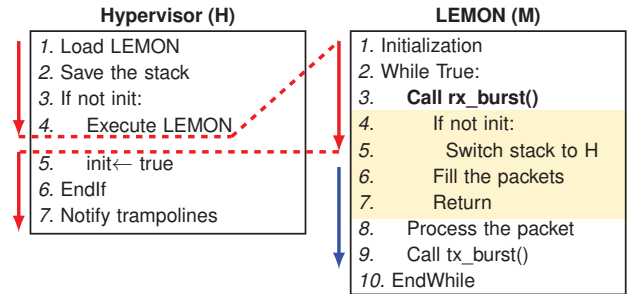 Hypervisor (H)
1. Load LEMON
2. Save the stack
3. If not init:
4. Execute LEMON
5. init← true
6. EndIf
7. Notify trampolines
LEMON (M)
1. Initialization
2. While True:
3. Call rx_burst()
4. If not init:
5. Switch stack to H
6. Fill the packets
7. Return
8. Process the packet
9. Call tx_burst()
10. EndWhile